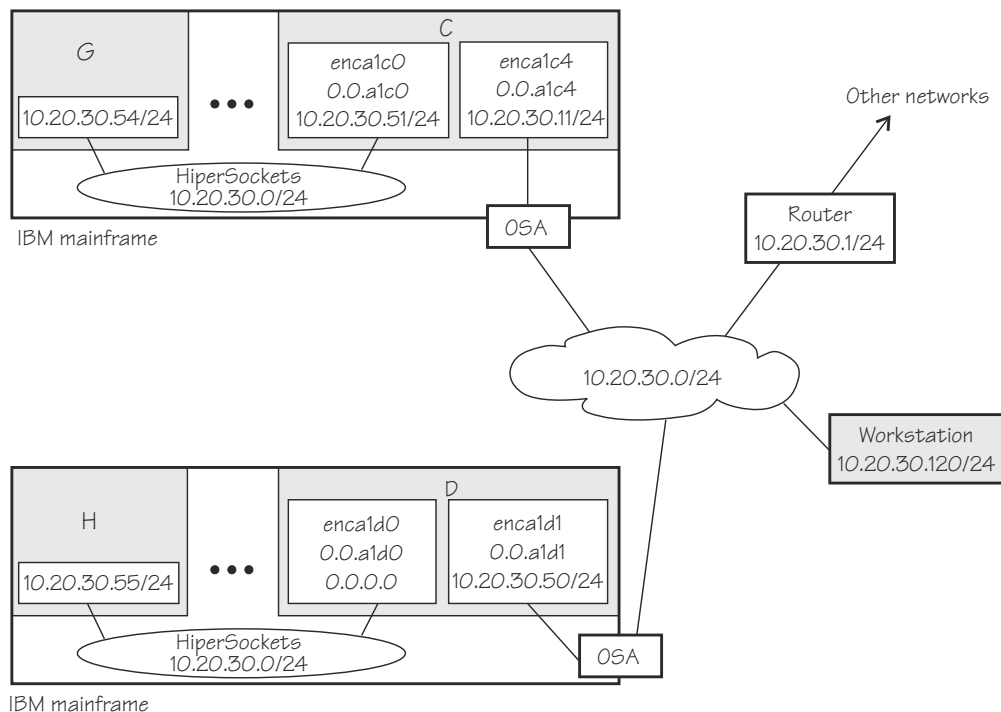 G
10.20.30.54/24
C
enca1c0
0.0.a1c0
10.20.30.51/24
enca1c4
0.0.a1c4
10.20.30.11/24
HiperSockets
10.20.30.0/24
OSA
IBM mainframe
Other networks
Router
10.20.30.1/24
10.20.30.0/24
Workstation
10.20.30.120/24
H
10.20.30.55/24
D
enca1d0
0.0.a1d0
0.0.0.0
enca1d1
0.0.a1d1
10.20.30.50/24
HiperSockets
10.20.30.0/24
OSA
IBM mainframe